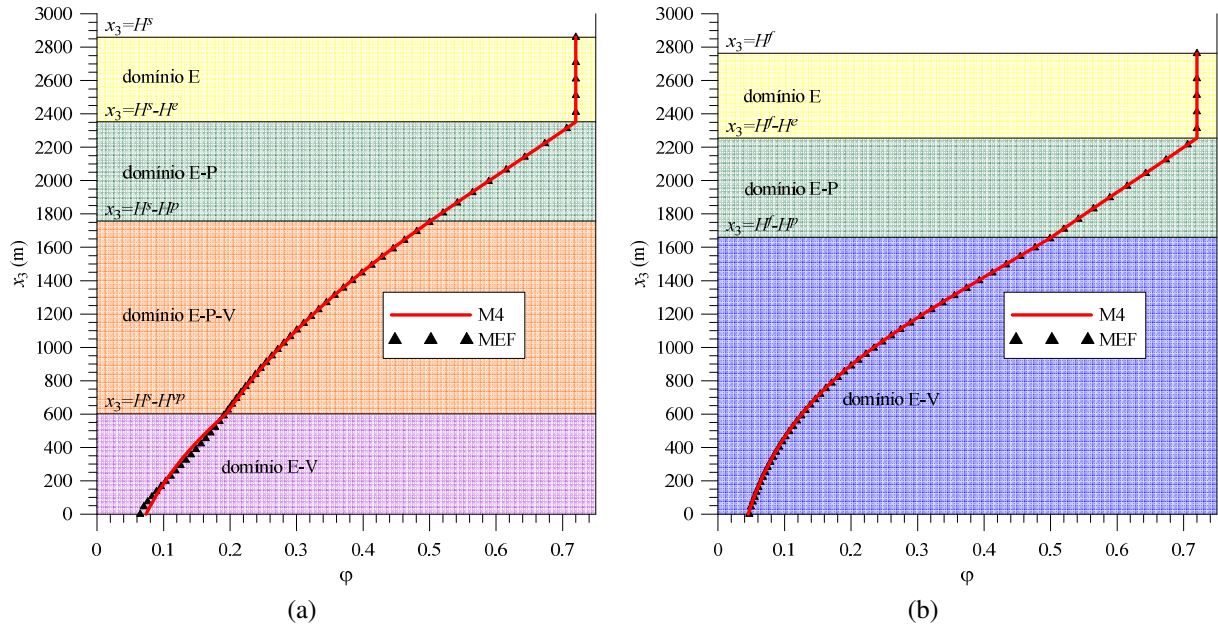 x₃=Hˢ
domínio E
x₃=Hˢ-Hᵉ
domínio E-P
x₃=Hˢ-Hᵖ
domínio E-P-V
x₃=Hˢ-Hᵛᵖ
domínio E-V
M4
MEF
3000
2800
2600
2400
2200
2000
1800
1600
1400
1200
1000
800
600
400
200
0
x₃ (m)
0 0.1 0.2 0.3 0.4 0.5 0.6 0.7
φ
(a)
x₃=Hᶠ
domínio E
x₃=Hᶠ-Hᵉ
domínio E-P
x₃=Hᶠ-Hᵖ
domínio E-V
M4
MEF
3000
2800
2600
2400
2200
2000
1800
1600
1400
1200
1000
800
600
400
200
0
x₃ (m)
0 0.1 0.2 0.3 0.4 0.5 0.6 0.7
φ
(b)